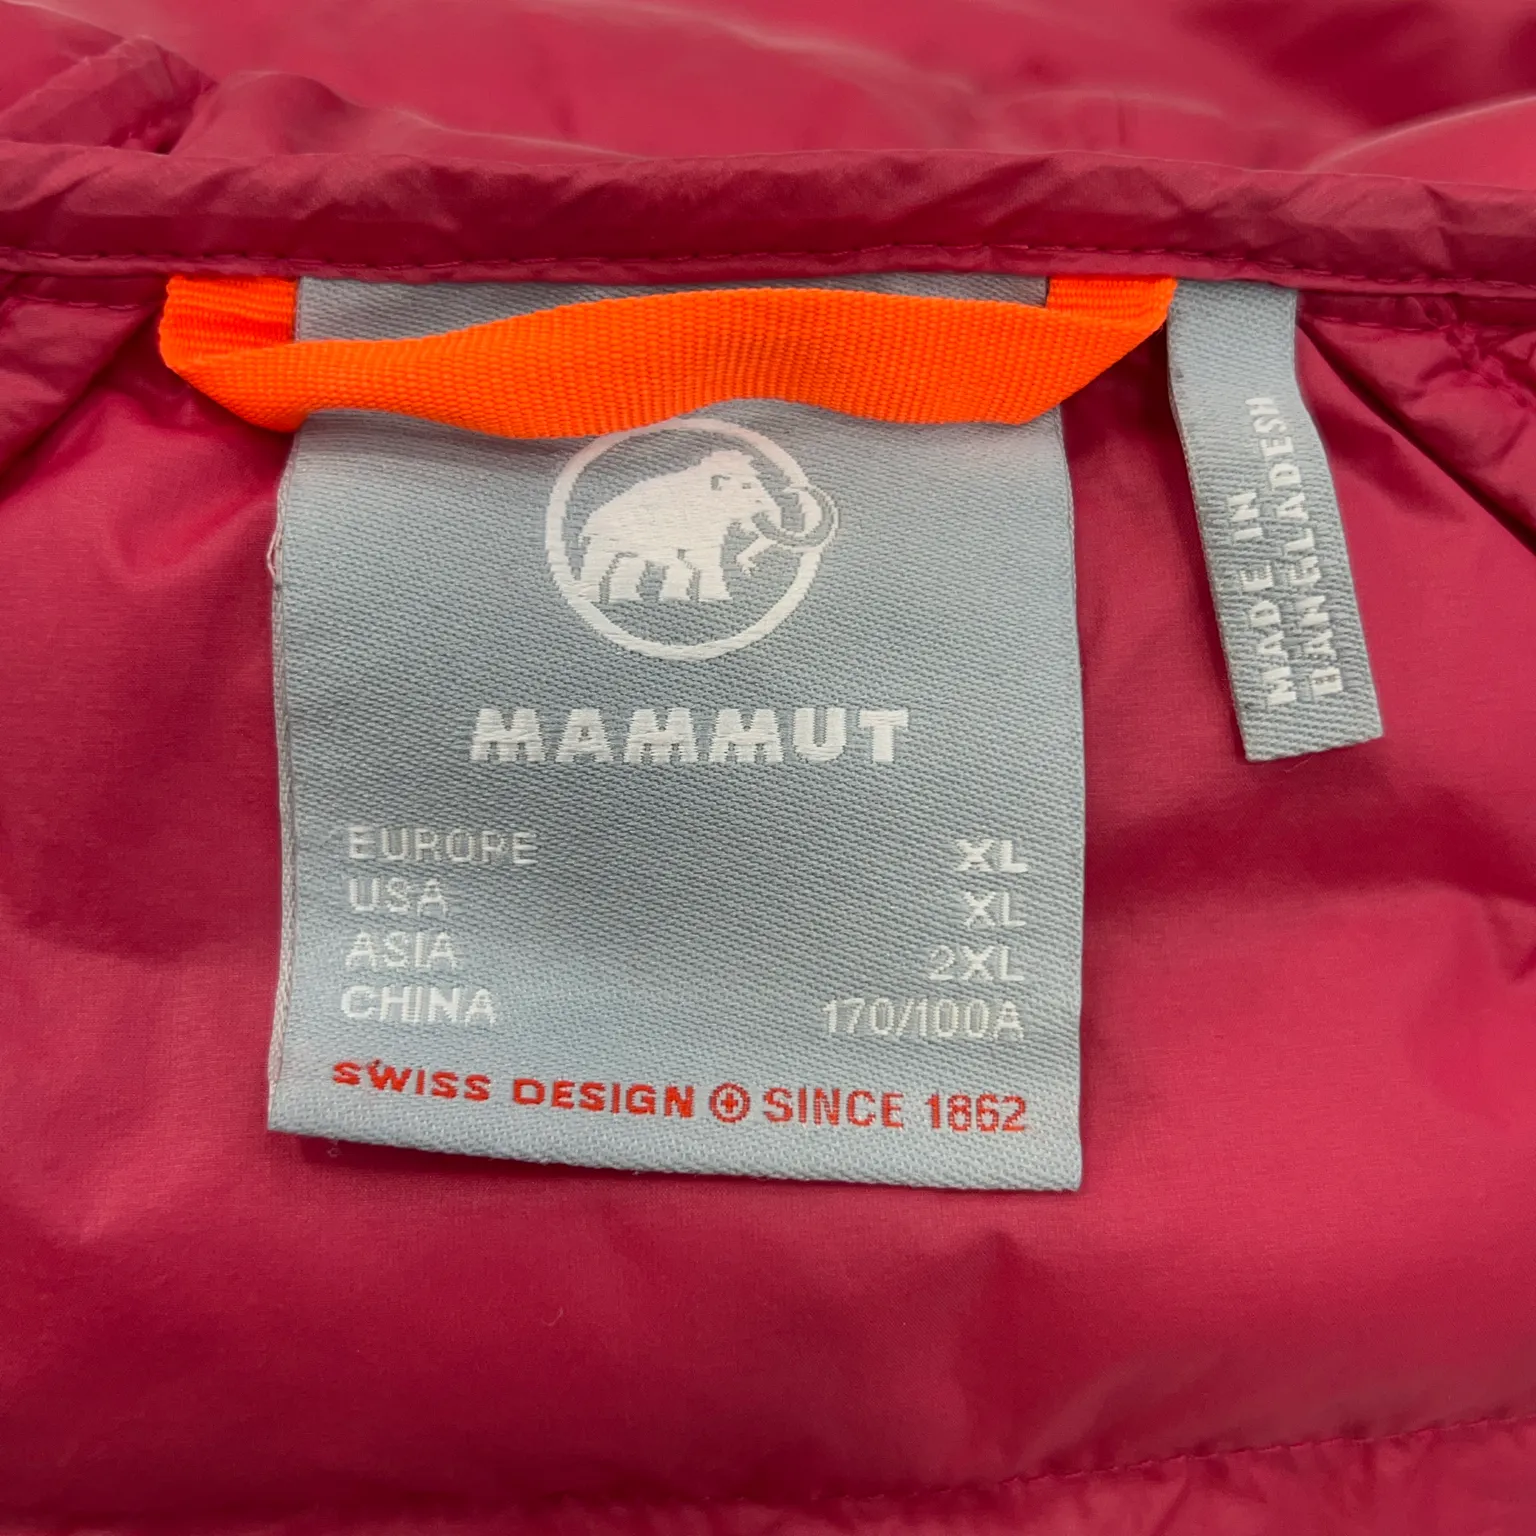 MAMMUT
EUROPE XL
USA XL
ASIA 2XL
CHINA 170/100A
SWISS DESIGN SINCE 1862
MADE IN
BANGLADESH